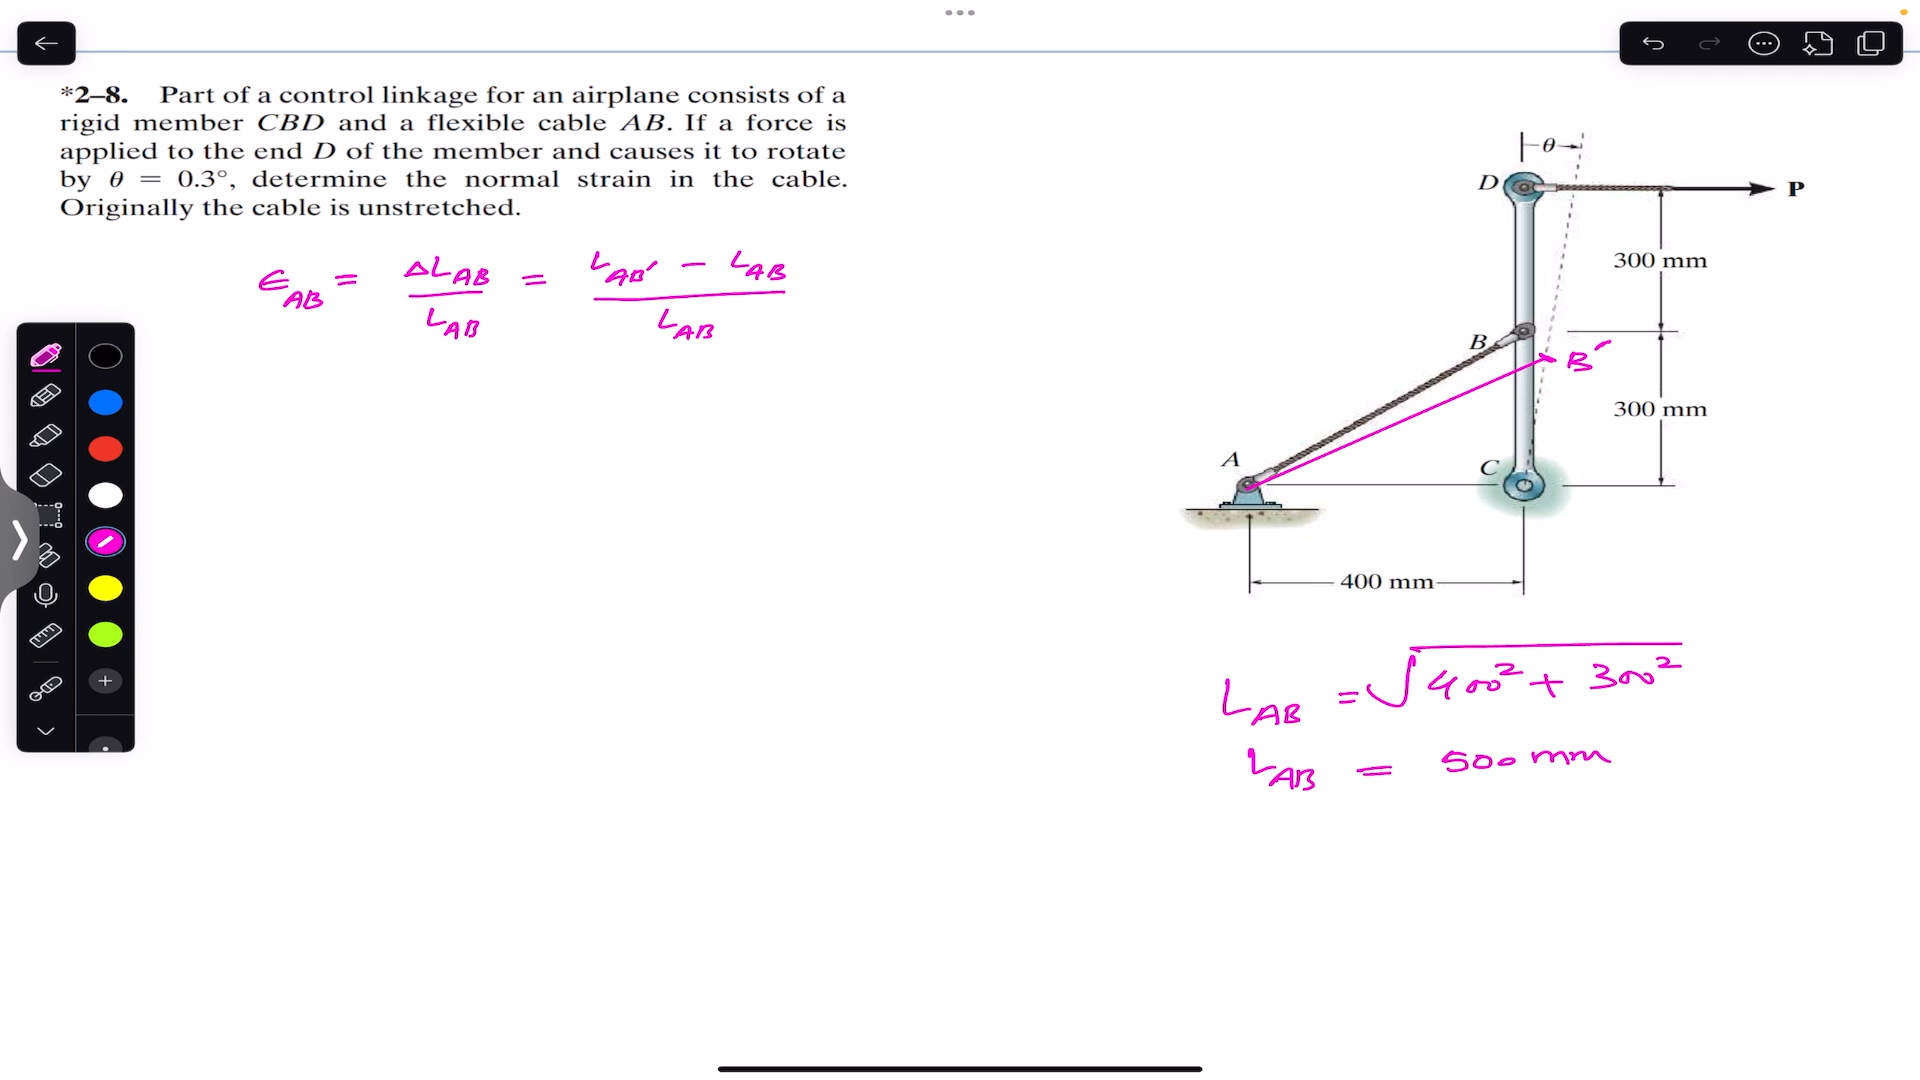 *2–8. Part of a control linkage for an airplane consists of a
rigid member CBD and a flexible cable AB. If a force is
applied to the end D of the member and causes it to rotate
by θ = 0.3°, determine the normal strain in the cable.
Originally the cable is unstretched.
ϵ_AB = ΔL_AB / L_AB = (L_AB′ − L_AB) / L_AB
θ
D
P
300 mm
B
B′
300 mm
A
C
400 mm
L_AB = √(400² + 300²)
L_AB = 500 mm